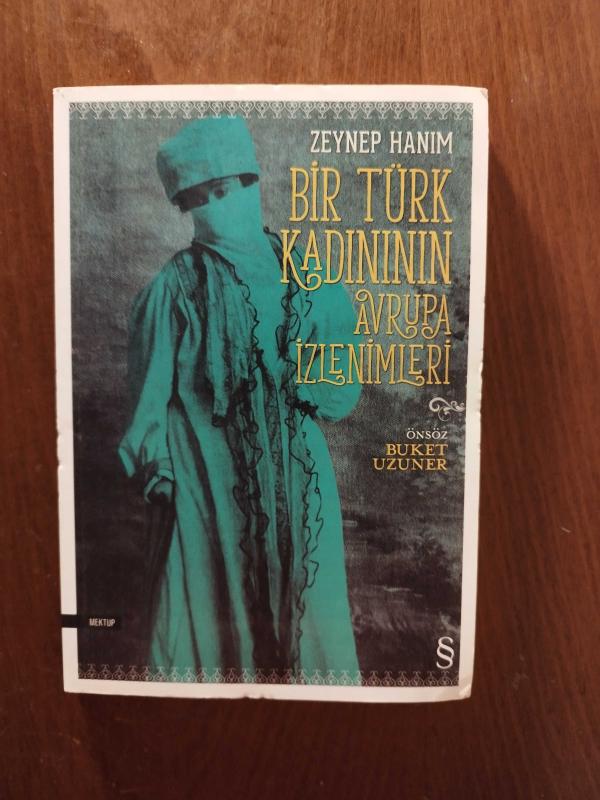 ZEYNEP HANIM
BİR TÜRK
KADINININ
AVRUPA
İZLENİMLERİ
ÖNSÖZ
BUKET
UZUNER
MEKTUP